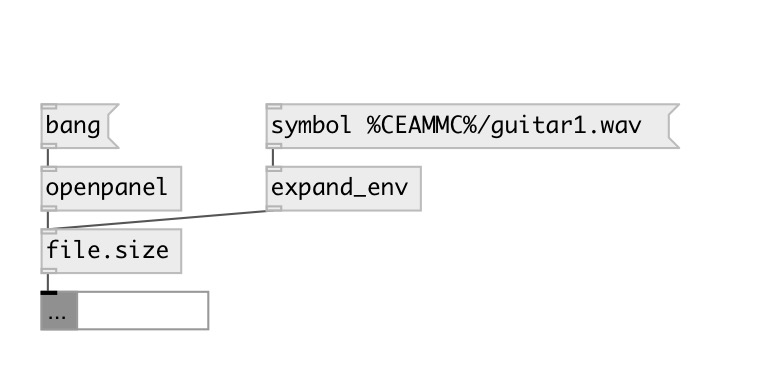 bang
symbol %CEAMMC%/guitar1.wav
openpanel
expand_env
file.size
...